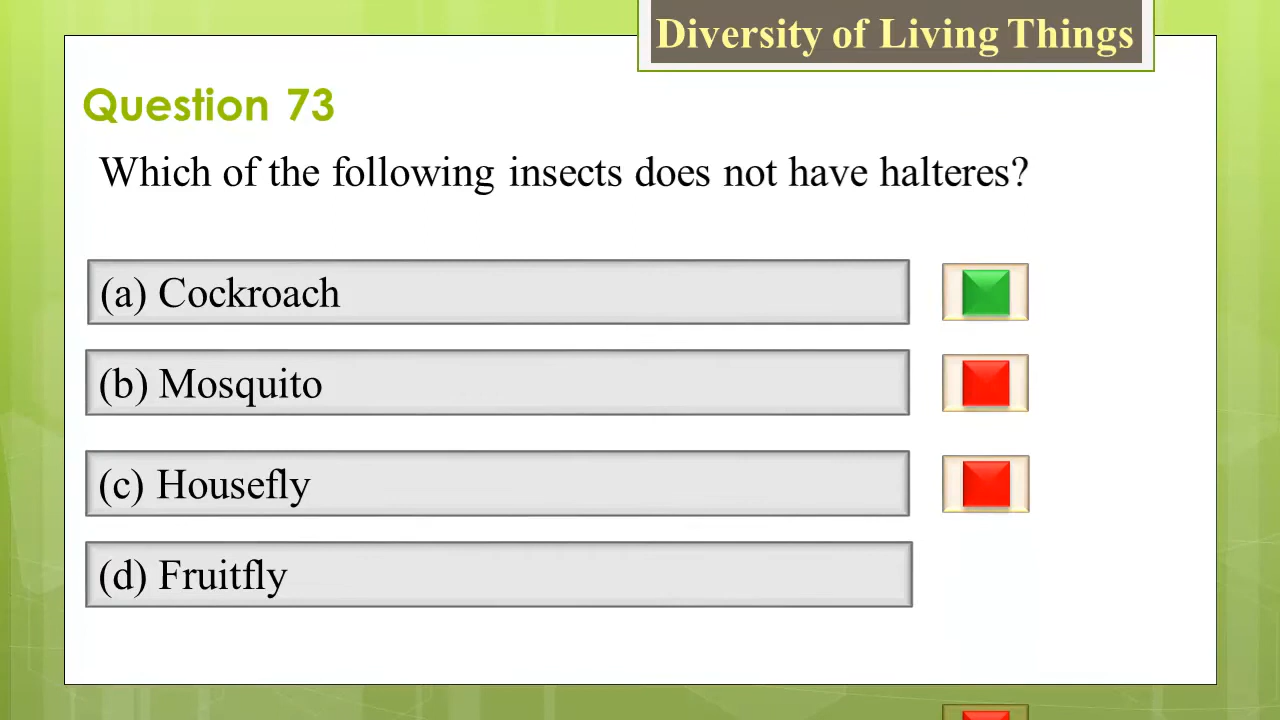 Diversity of Living Things
Question 73
Which of the following insects does not have halteres?
(a) Cockroach
(b) Mosquito
(c) Housefly
(d) Fruitfly